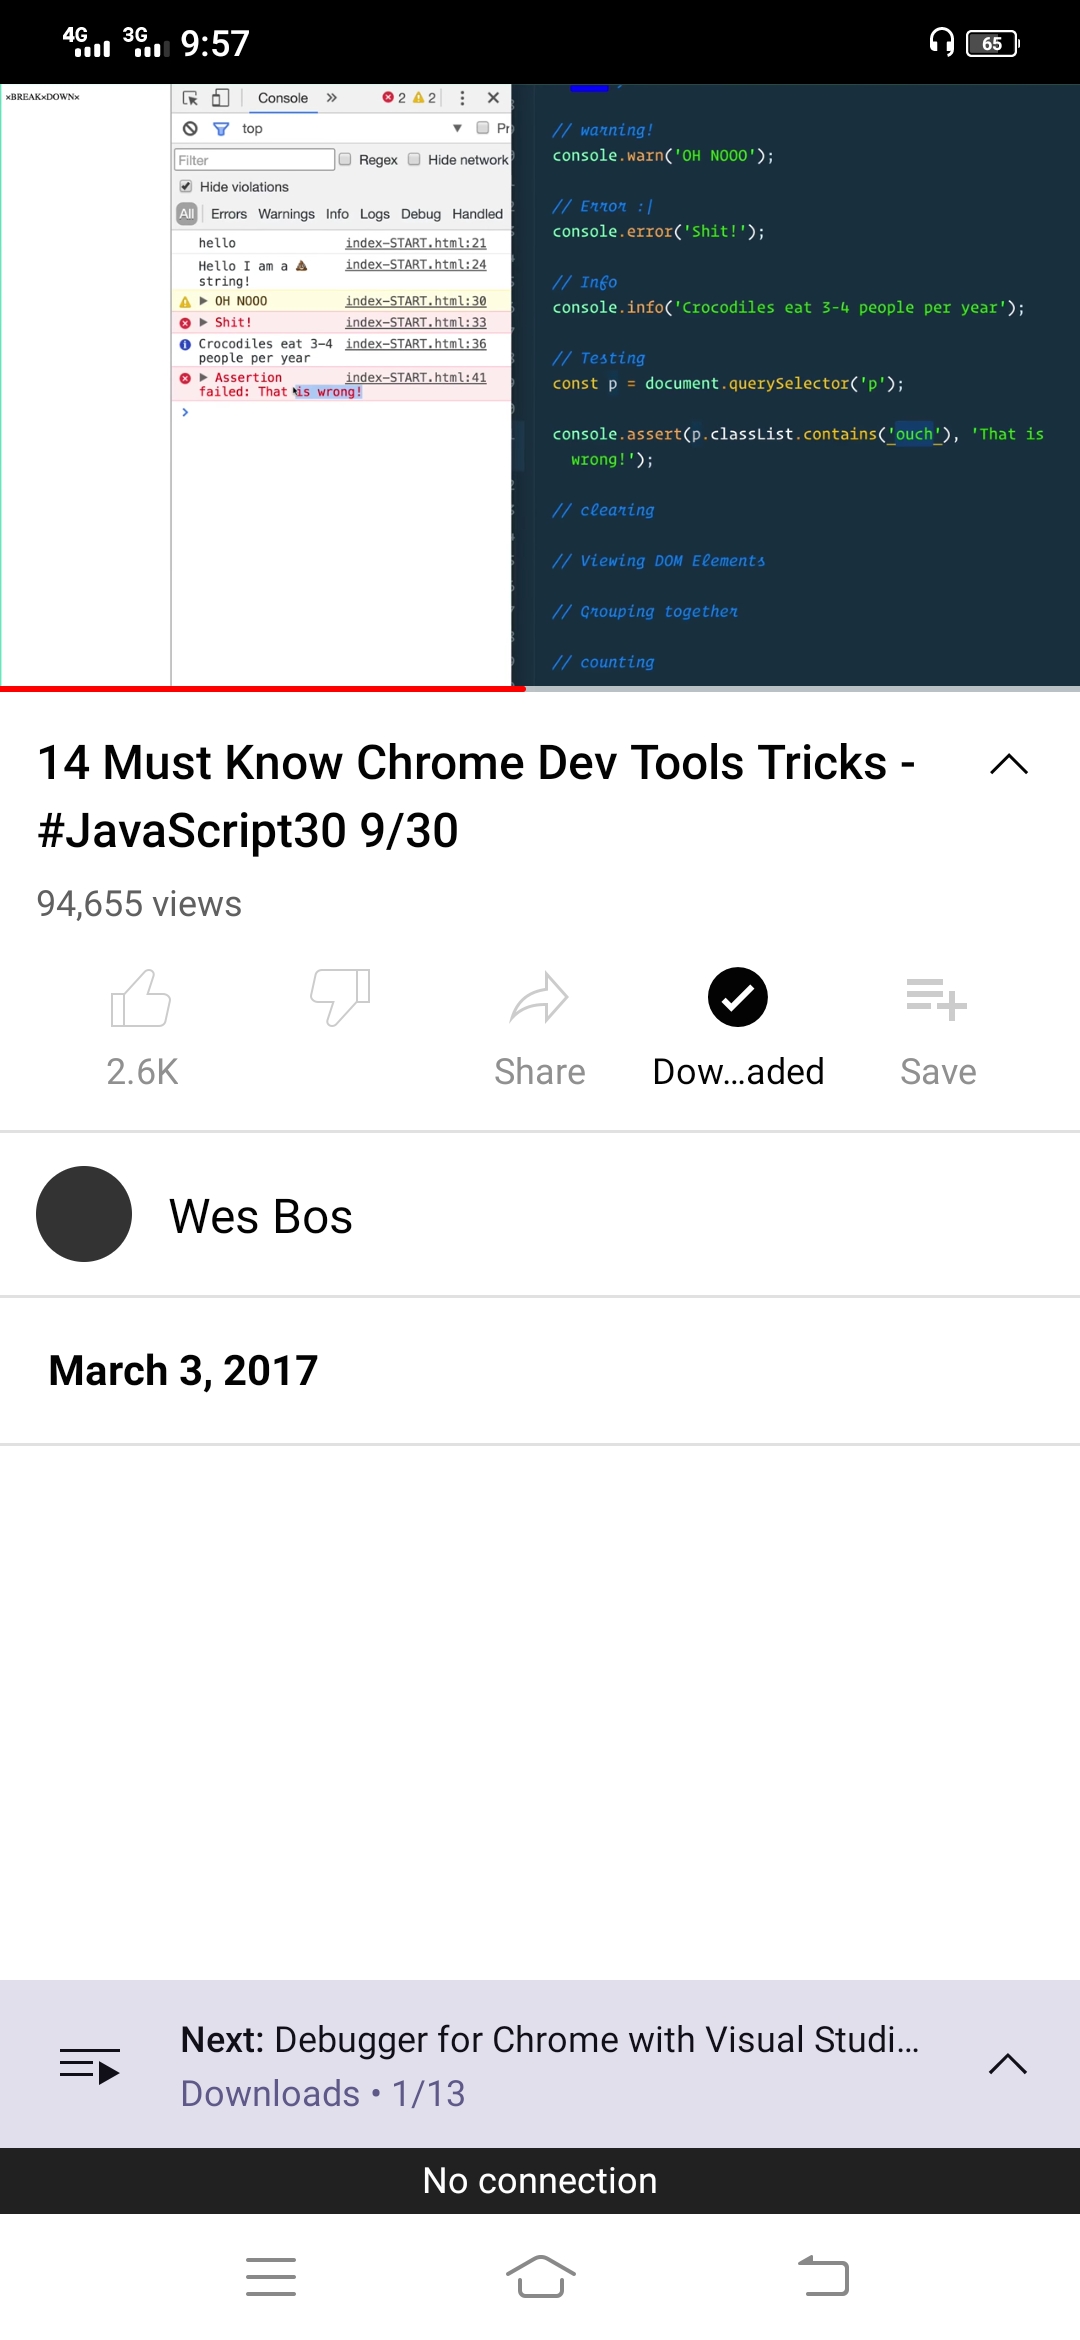 4G 3G 9:57 65
×BREAK×DOWN×
Console » 2 2
top
Filter Regex Hide network
Hide violations
All Errors Warnings Info Logs Debug Handled
hello index-START.html:21
Hello I am a 💩 index-START.html:24
string!
OH NOOO index-START.html:30
Shit! index-START.html:33
Crocodiles eat 3-4 index-START.html:36
people per year
Assertion index-START.html:41
failed: That is wrong!
// warning!
console.warn('OH NOOO');
// Error :|
console.error('Shit!');
// Info
console.info('Crocodiles eat 3-4 people per year');
// Testing
const p = document.querySelector('p');
console.assert(p.classList.contains('ouch'), 'That is
wrong!');
// clearing
// Viewing DOM Elements
// Grouping together
// counting
14 Must Know Chrome Dev Tools Tricks -
#JavaScript30 9/30
94,655 views
2.6K Share Dow...aded Save
Wes Bos
March 3, 2017
Next: Debugger for Chrome with Visual Studi...
Downloads • 1/13
No connection